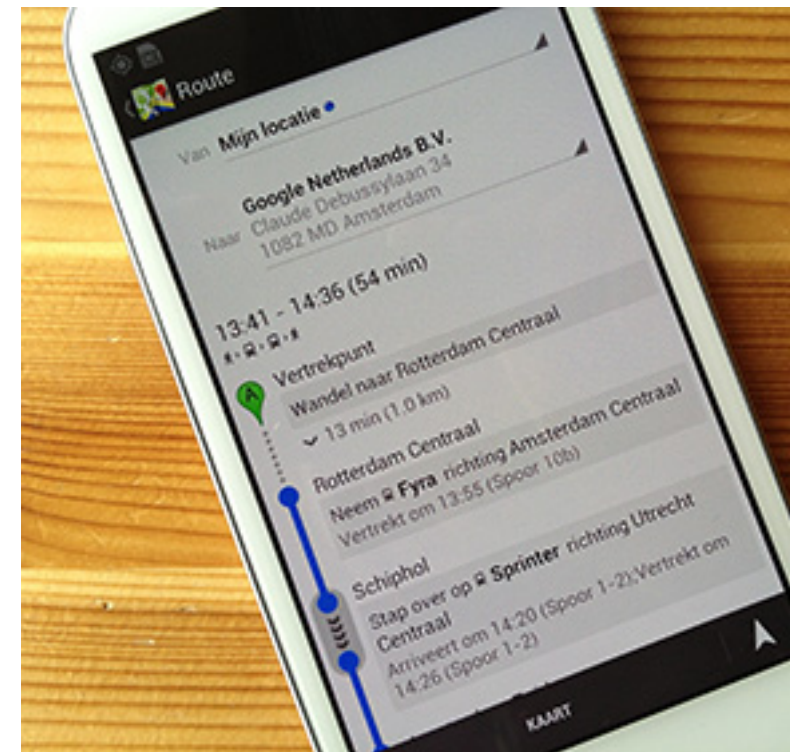 Route
Van Mijn locatie
Google Netherlands B.V.
Naar Claude Debussylaan 34
1082 MD Amsterdam
13:41 - 14:36 (54 min)
Vertrekpunt
A
Wandel naar Rotterdam Centraal
13 min (1.0 km)
Rotterdam Centraal
Neem Fyra richting Amsterdam Centraal
Vertrekt om 13:55 (Spoor 10b)
Schiphol
Stap over op Sprinter richting Utrecht
Centraal
Arriveert om 14:20 (Spoor 1-2);Vertrekt om
14:26 (Spoor 1-2)
KAART